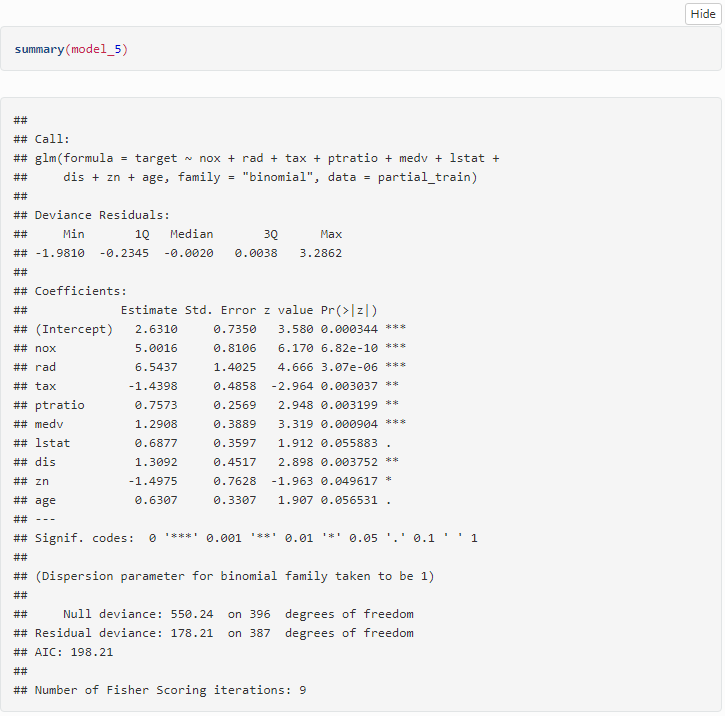 Hide
summary(model_5)
##
## Call:
## glm(formula = target ~ nox + rad + tax + ptratio + medv + lstat +
##     dis + zn + age, family = "binomial", data = partial_train)
##
## Deviance Residuals:
##     Min       1Q   Median       3Q      Max
## -1.9810  -0.2345  -0.0020   0.0038   3.2862
##
## Coefficients:
##             Estimate Std. Error z value Pr(>|z|)
## (Intercept)   2.6310     0.7350   3.580 0.000344 ***
## nox           5.0016     0.8106   6.170 6.82e-10 ***
## rad           6.5437     1.4025   4.666 3.07e-06 ***
## tax          -1.4398     0.4858  -2.964 0.003037 **
## ptratio       0.7573     0.2569   2.948 0.003199 **
## medv          1.2908     0.3889   3.319 0.000904 ***
## lstat         0.6877     0.3597   1.912 0.055883 .
## dis           1.3092     0.4517   2.898 0.003752 **
## zn           -1.4975     0.7628  -1.963 0.049617 *
## age           0.6307     0.3307   1.907 0.056531 .
## ---
## Signif. codes:  0 '***' 0.001 '**' 0.01 '*' 0.05 '.' 0.1 ' ' 1
##
## (Dispersion parameter for binomial family taken to be 1)
##
##     Null deviance: 550.24  on 396  degrees of freedom
## Residual deviance: 178.21  on 387  degrees of freedom
## AIC: 198.21
##
## Number of Fisher Scoring iterations: 9